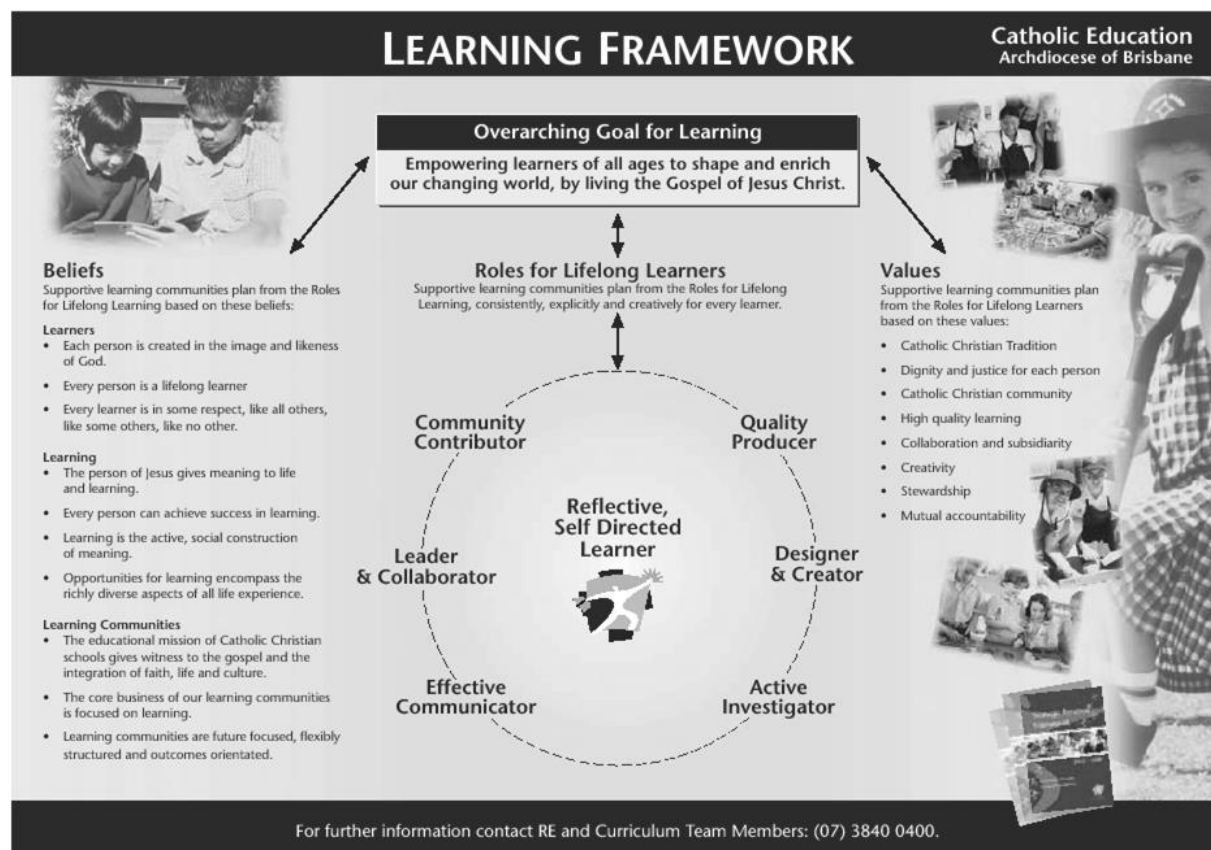 LEARNING FRAMEWORK
Catholic Education
Archdiocese of Brisbane
Overarching Goal for Learning
Empowering learners of all ages to shape and enrich
our changing world, by living the Gospel of Jesus Christ.
Beliefs
Supportive learning communities plan from the Roles
for Lifelong Learning based on these beliefs:
Learners
• Each person is created in the image and likeness
of God.
• Every person is a lifelong learner
• Every learner is in some respect, like all others,
like some others, like no other.
Learning
• The person of Jesus gives meaning to life
and learning.
• Every person can achieve success in learning.
• Learning is the active, social construction
of meaning.
• Opportunities for learning encompass the
richly diverse aspects of all life experience.
Learning Communities
• The educational mission of Catholic Christian
schools gives witness to the gospel and the
integration of faith, life and culture.
• The core business of our learning communities
is focused on learning.
• Learning communities are future focused, flexibly
structured and outcomes orientated.
Roles for Lifelong Learners
Supportive learning communities plan from the Roles for Lifelong
Learning, consistently, explicitly and creatively for every learner.
Community
Contributor
Quality
Producer
Reflective,
Self Directed
Learner
Leader
& Collaborator
Designer
& Creator
Effective
Communicator
Active
Investigator
Values
Supportive learning communities plan
from the Roles for Lifelong Learners
based on these values:
• Catholic Christian Tradition
• Dignity and justice for each person
• Catholic Christian community
• High quality learning
• Collaboration and subsidiarity
• Creativity
• Stewardship
• Mutual accountability
For further information contact RE and Curriculum Team Members: (07) 3840 0400.